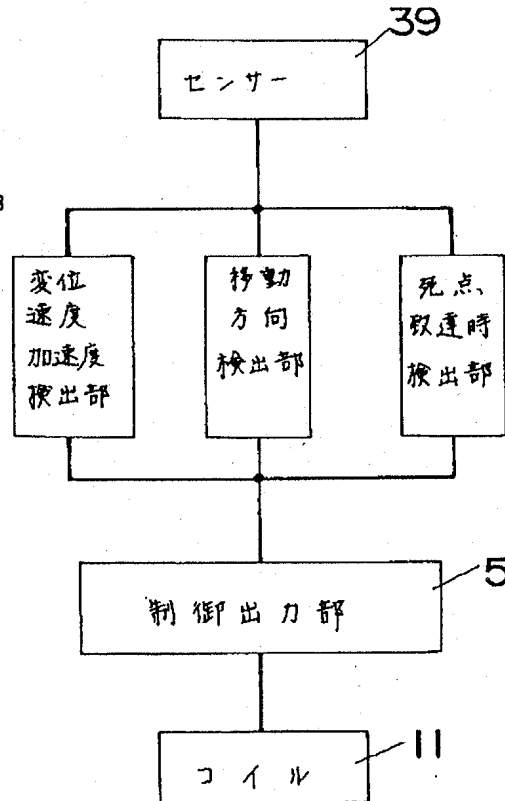 39
センサー
変位
速度
加速度
検出部
移動
方向
検出部
死点
到達時
検出部
5
制御出力部
11
コイル